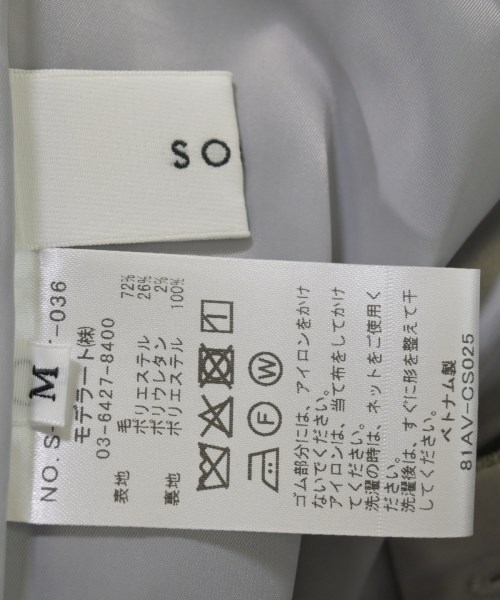 SO
NO. S-
-036
M
モデラート(株)
03-6427-8400
表地 毛 72%
ポリエステル 26%
ポリウレタン 2%
裏地 ポリエステル 100%
F W
ゴム部分には、アイロンをかけ
ないでください。
アイロンは、当て布をしてかけ
てください。
洗濯の時は、ネットをご使用く
ださい。
洗濯後は、すぐに形を整えて干
してください。
ベトナム製
81AV-CS025